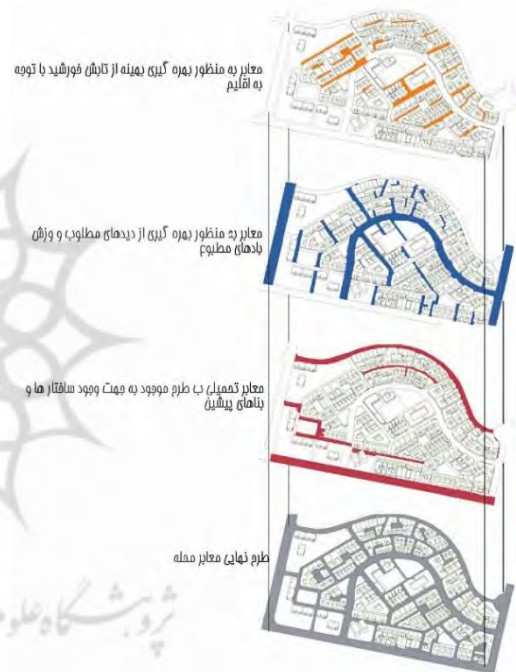 معابر به منظور بهره گیری بهینه از تابش خورشید با توجه
به اقلیم
معابر به منظور بهره گیری از دیدهای مطلوب و وزش
بادهای مطبوع
معابر تحمیلی ب طرح موجود به جهت وجود ساختار ها و
بناهای پیشین
طرح نهایی معابر محله